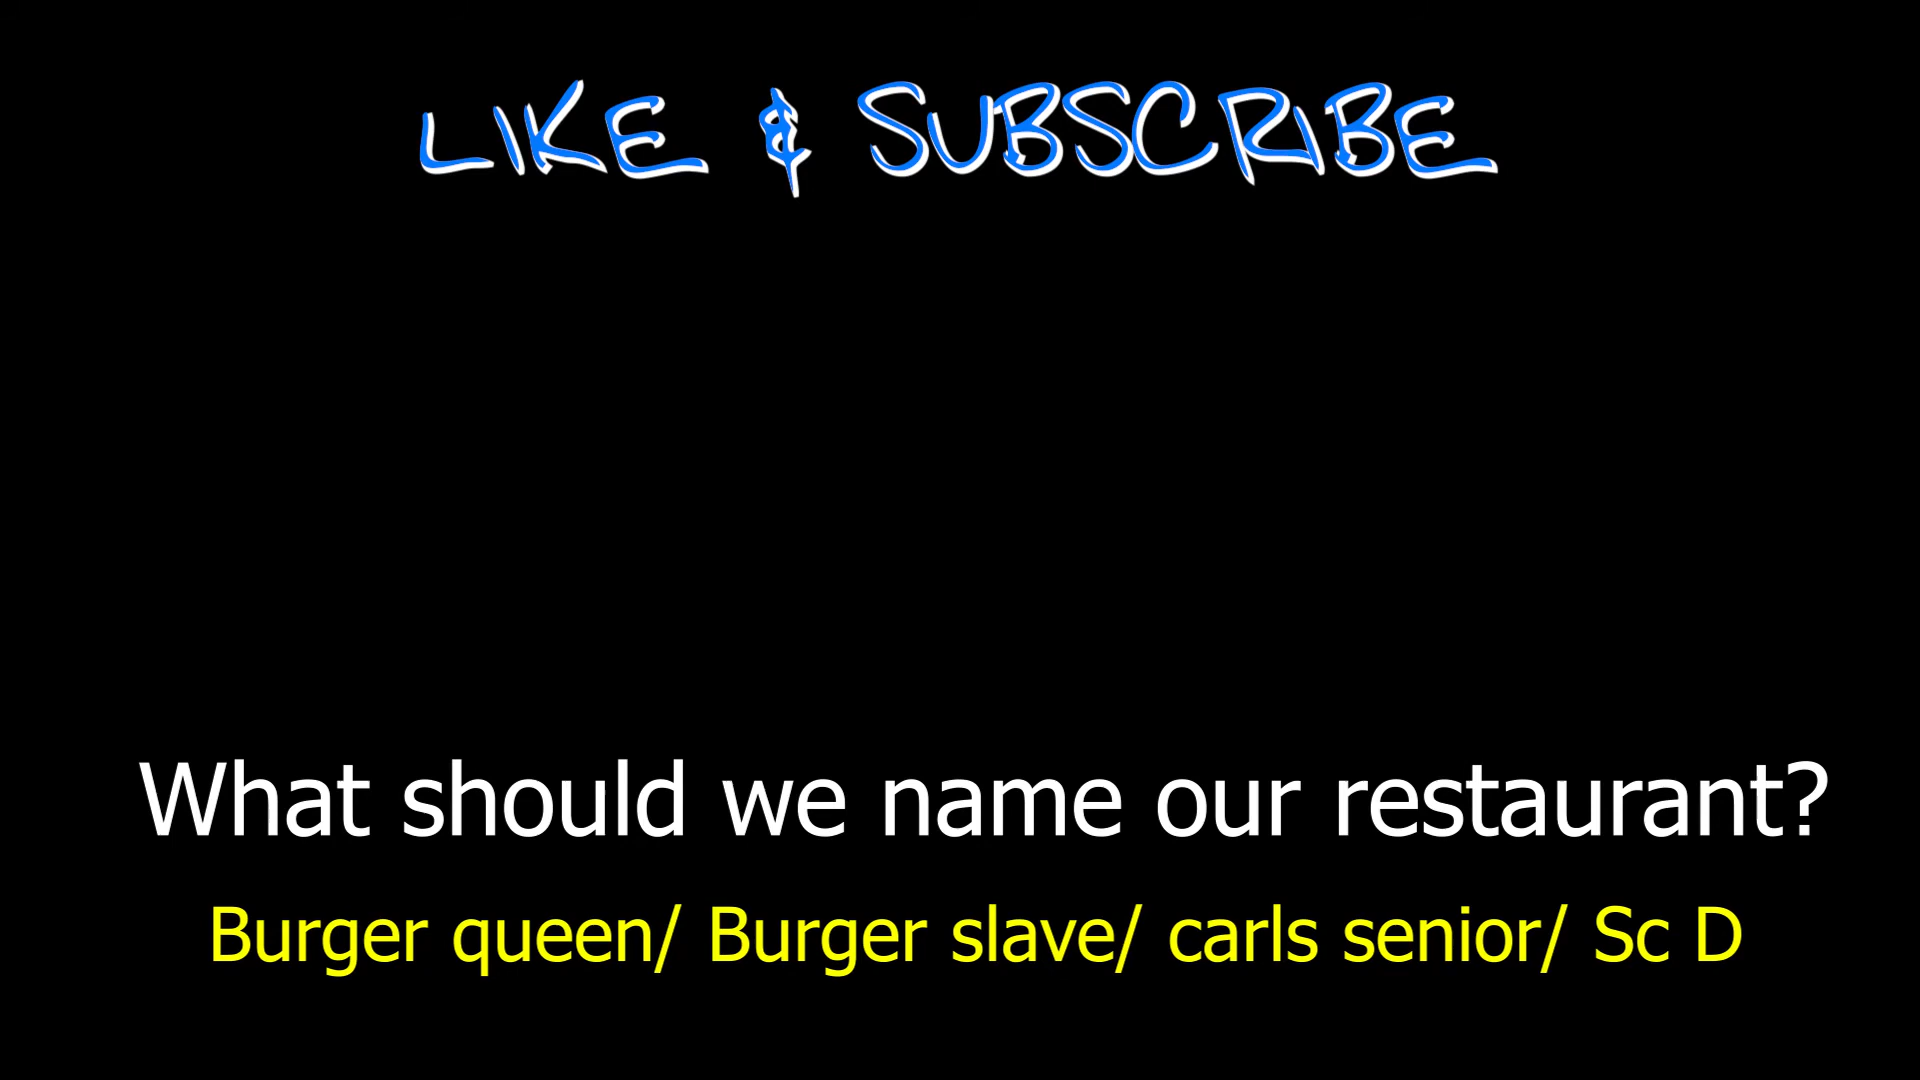 LIKE & SUBSCRIBE
What should we name our restaurant?
Burger queen/ Burger slave/ carls senior/ Sc D